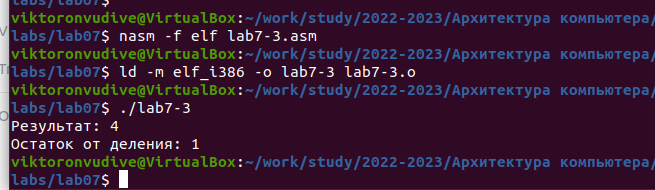 viktoronvudive@VirtualBox:~/work/study/2022-2023/Архитектура компьютера/
labs/lab07$ nasm -f elf lab7-3.asm
viktoronvudive@VirtualBox:~/work/study/2022-2023/Архитектура компьютера/
labs/lab07$ ld -m elf_i386 -o lab7-3 lab7-3.o
viktoronvudive@VirtualBox:~/work/study/2022-2023/Архитектура компьютера/
labs/lab07$ ./lab7-3
Результат: 4
Остаток от деления: 1
viktoronvudive@VirtualBox:~/work/study/2022-2023/Архитектура компьютера/
labs/lab07$